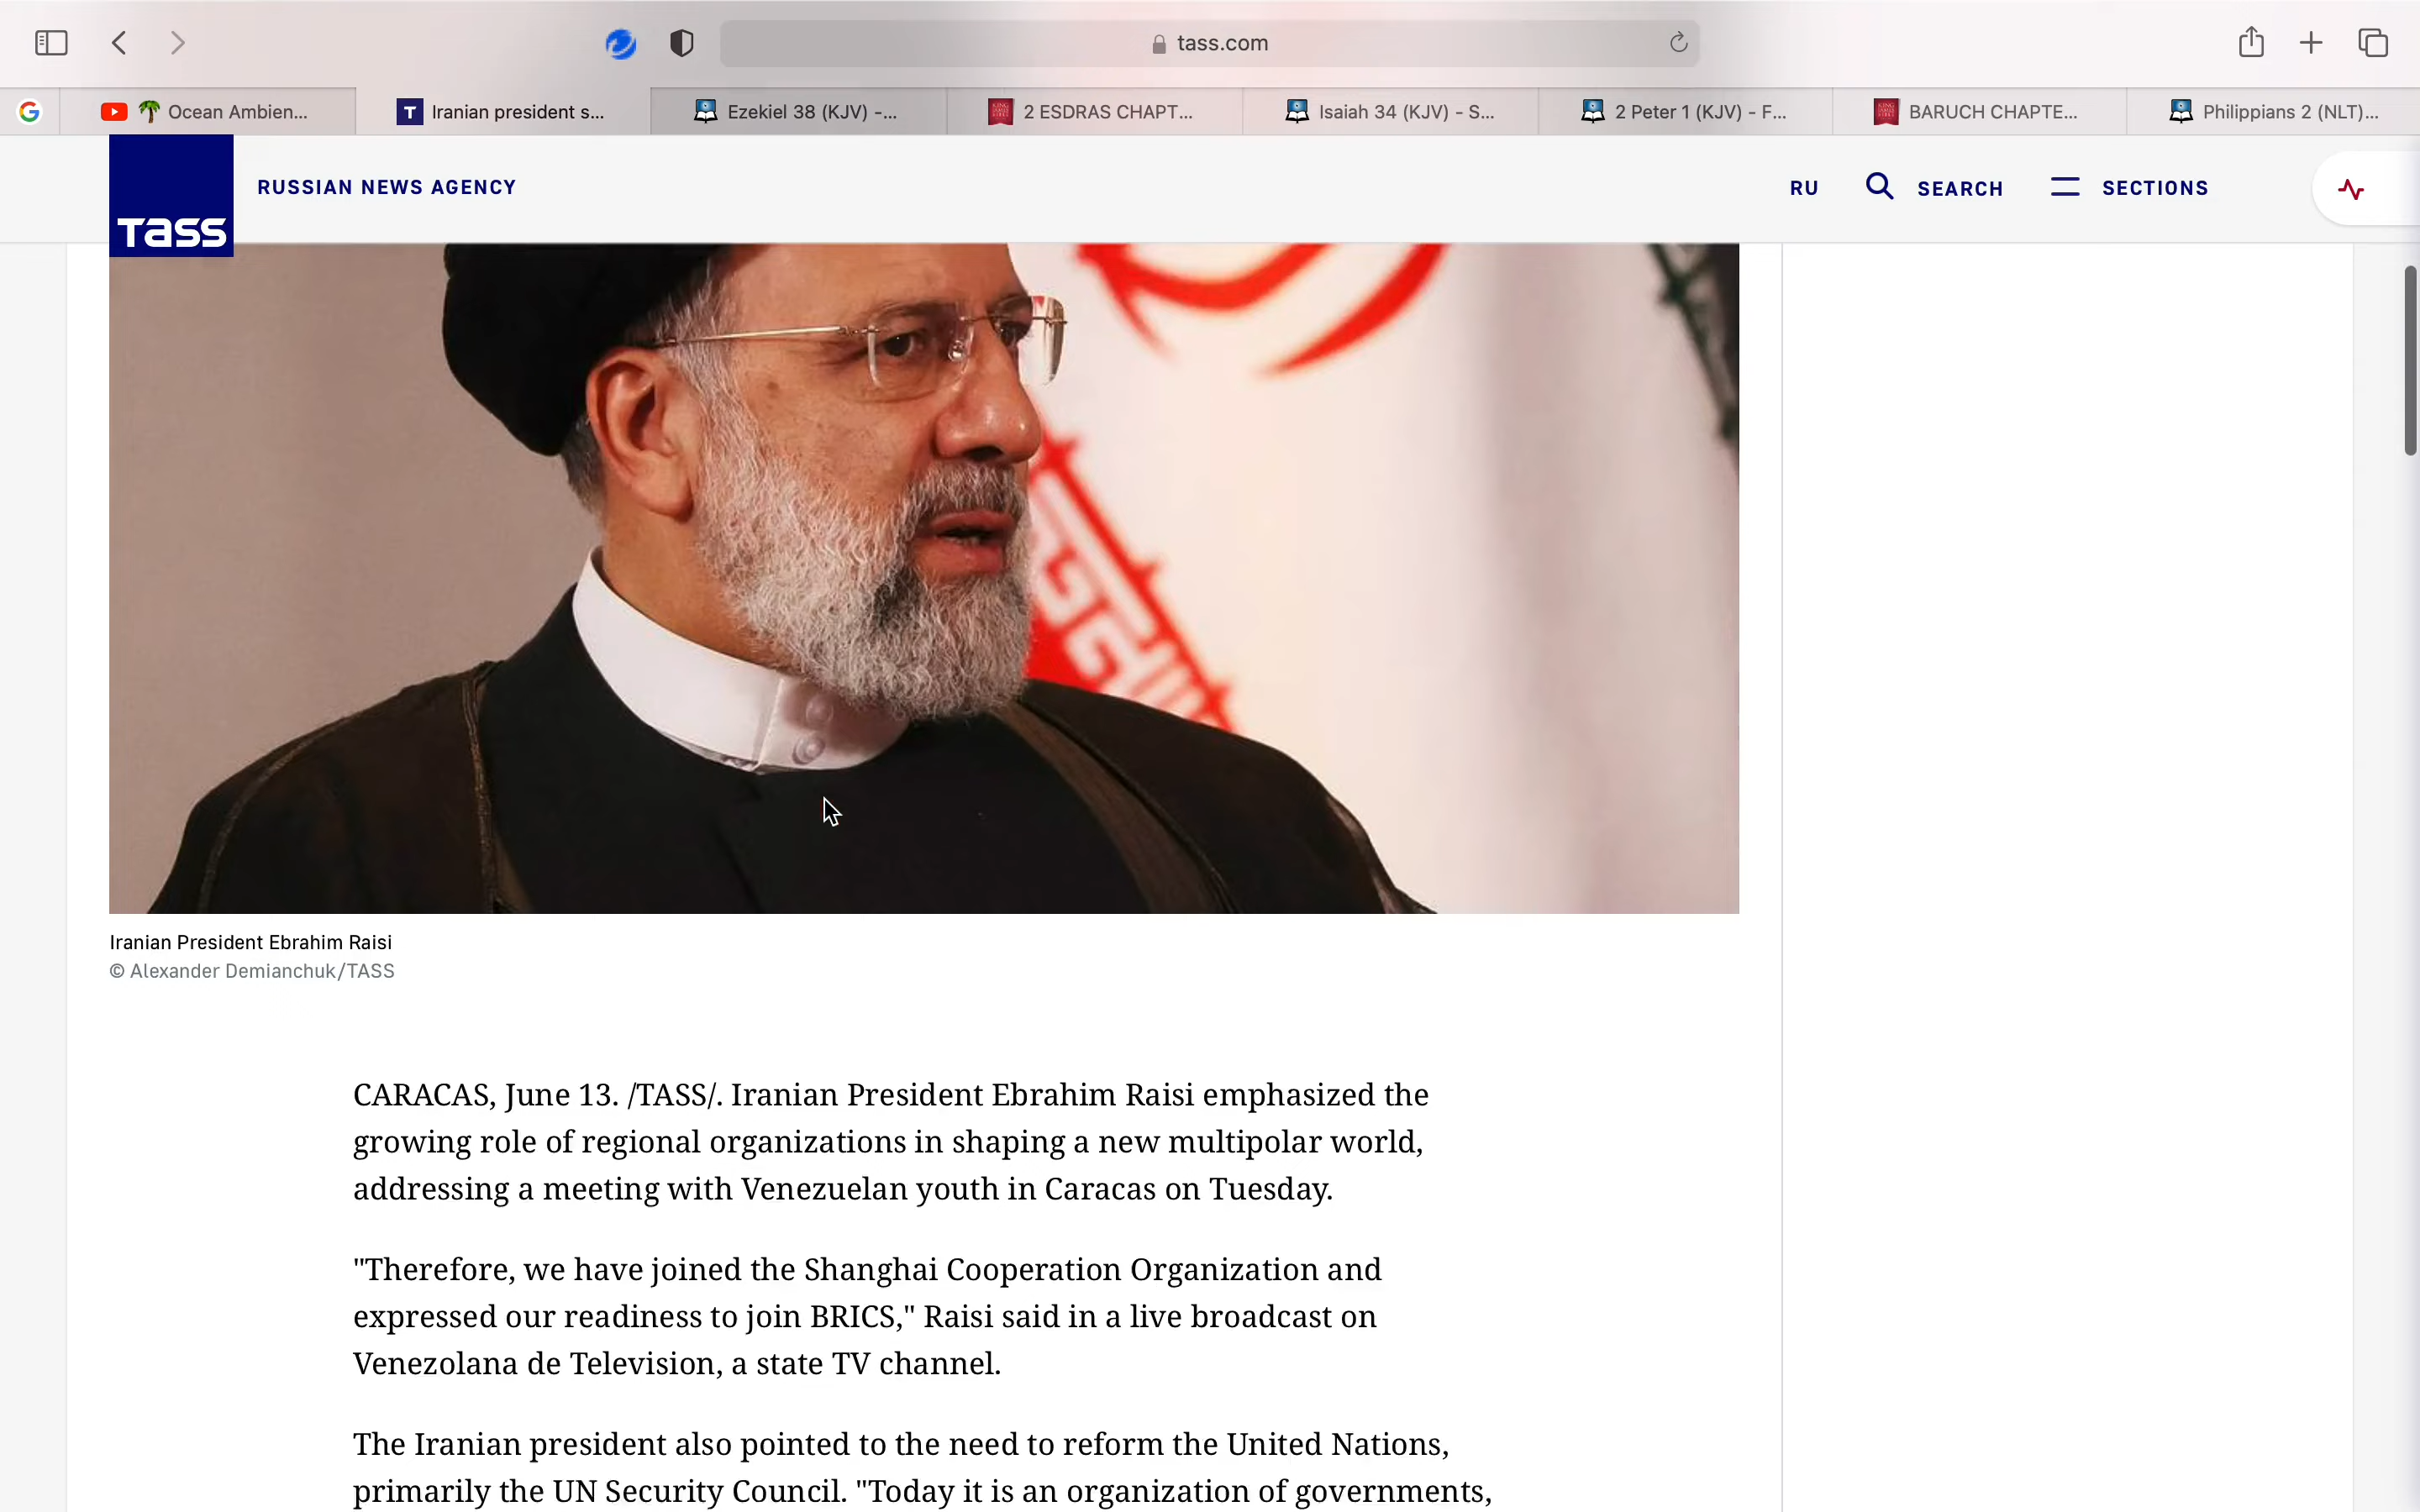 tass.com
Ocean Ambien...
Iranian president s...
Ezekiel 38 (KJV) -...
2 ESDRAS CHAPT...
Isaiah 34 (KJV) - S...
2 Peter 1 (KJV) - F...
BARUCH CHAPTE...
Philippians 2 (NLT)...
Tass
RUSSIAN NEWS AGENCY
RU
SEARCH
SECTIONS
Iranian President Ebrahim Raisi
© Alexander Demianchuk/TASS
CARACAS, June 13. /TASS/. Iranian President Ebrahim Raisi emphasized the
growing role of regional organizations in shaping a new multipolar world,
addressing a meeting with Venezuelan youth in Caracas on Tuesday.
"Therefore, we have joined the Shanghai Cooperation Organization and
expressed our readiness to join BRICS," Raisi said in a live broadcast on
Venezolana de Television, a state TV channel.
The Iranian president also pointed to the need to reform the United Nations,
primarily the UN Security Council. "Today it is an organization of governments,